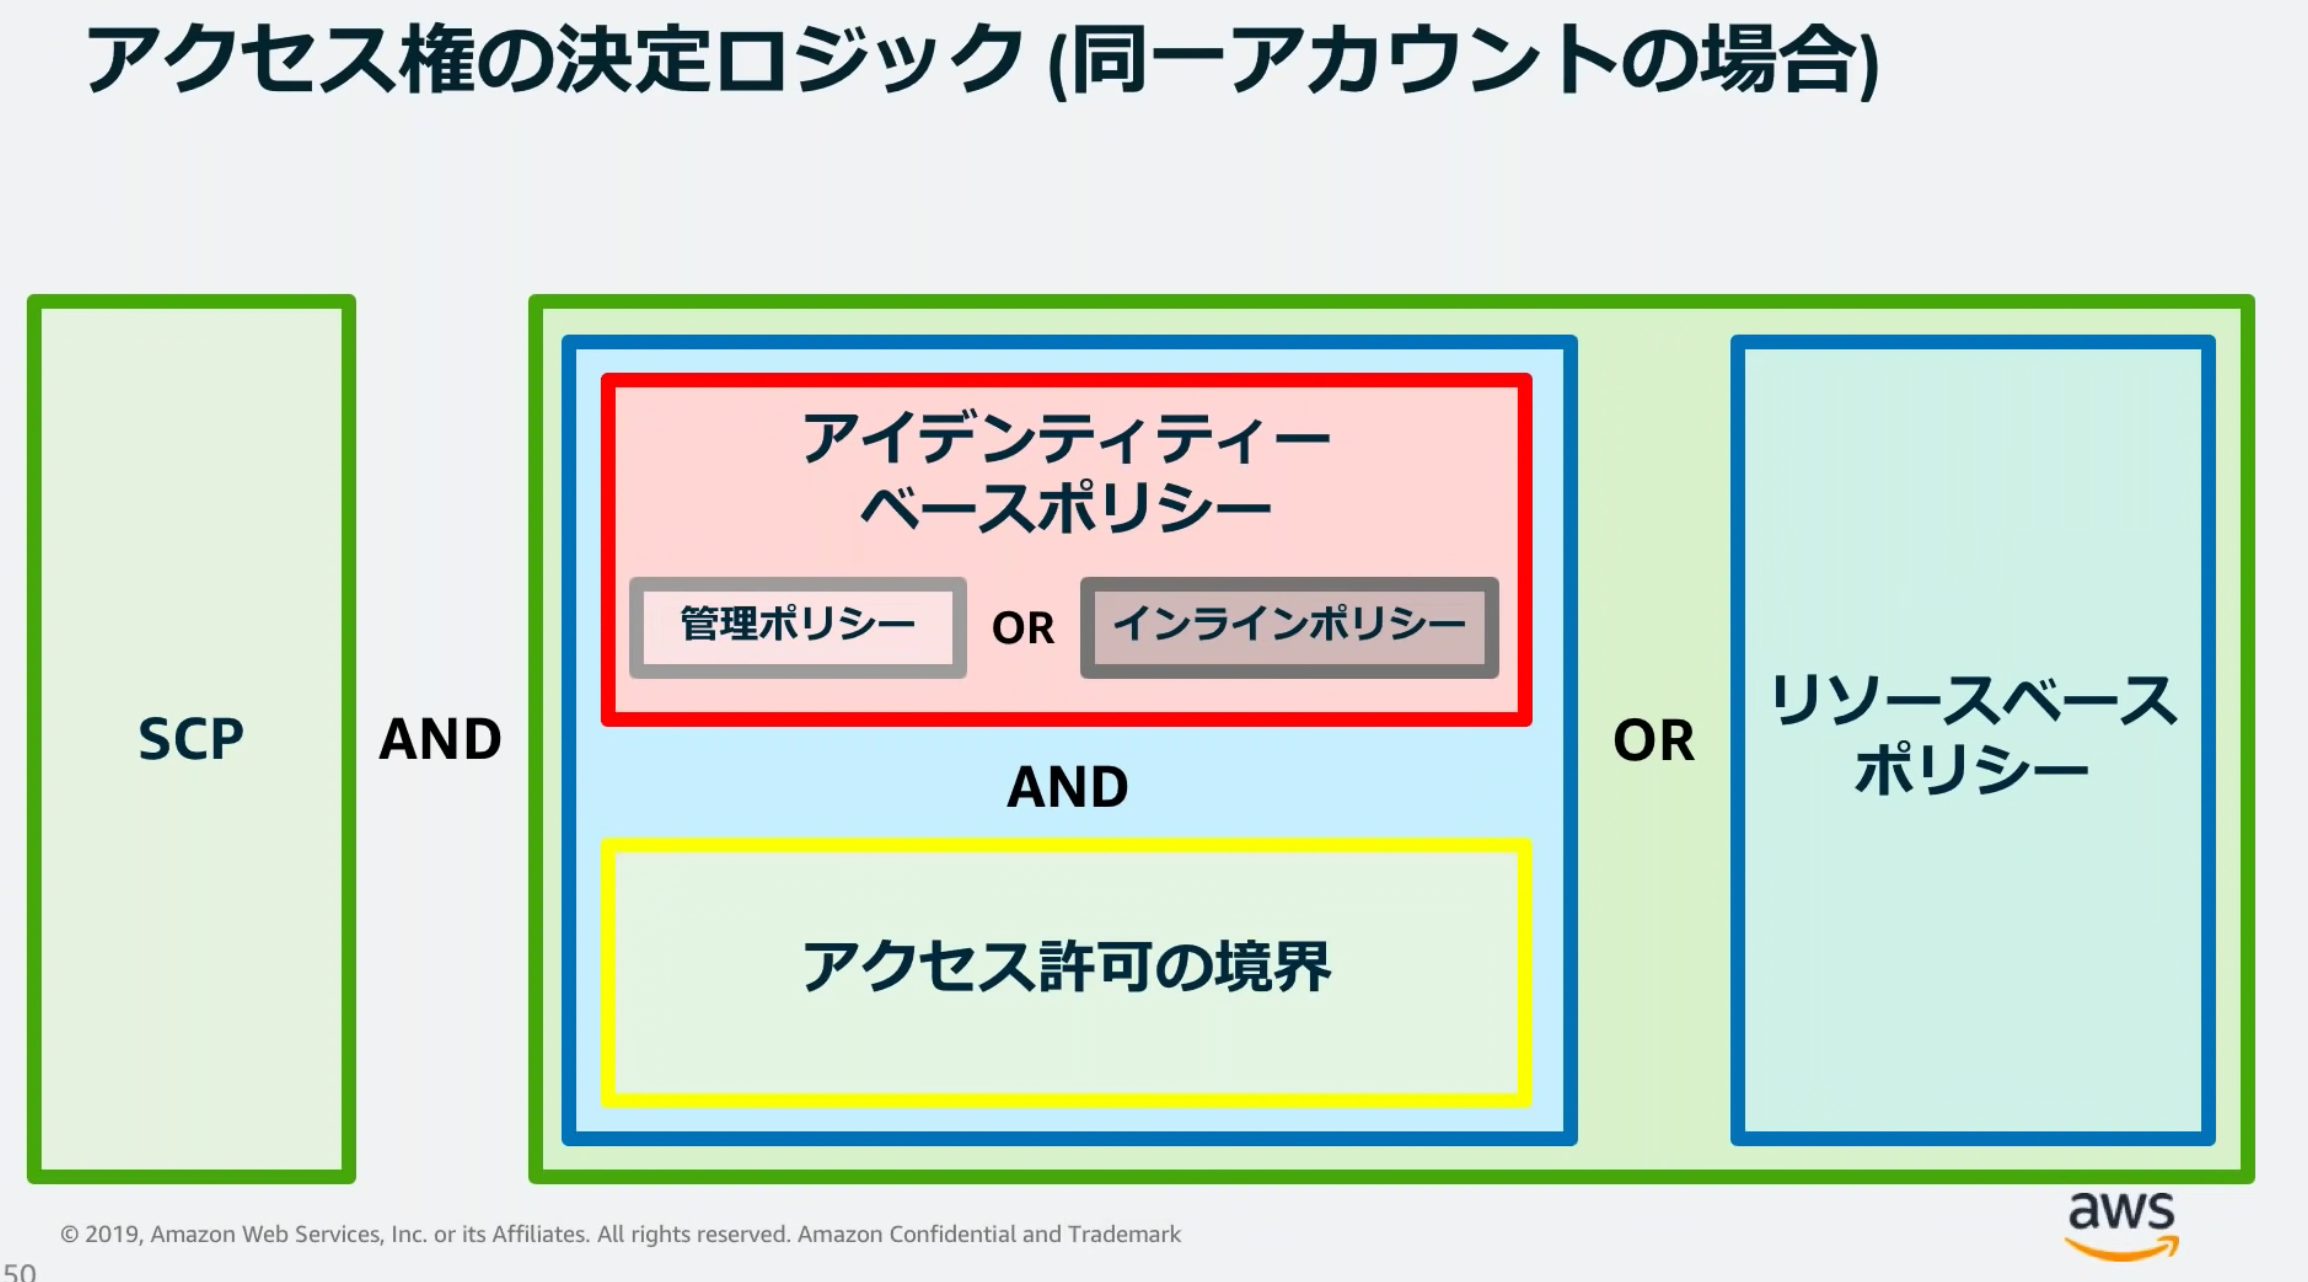 アクセス権の決定ロジック (同一アカウントの場合)
SCP
AND
アイデンティティー
ベースポリシー
管理ポリシー
OR
インラインポリシー
AND
アクセス許可の境界
OR
リソースベース
ポリシー
© 2019, Amazon Web Services, Inc. or its Affiliates. All rights reserved. Amazon Confidential and Trademark
aws
50